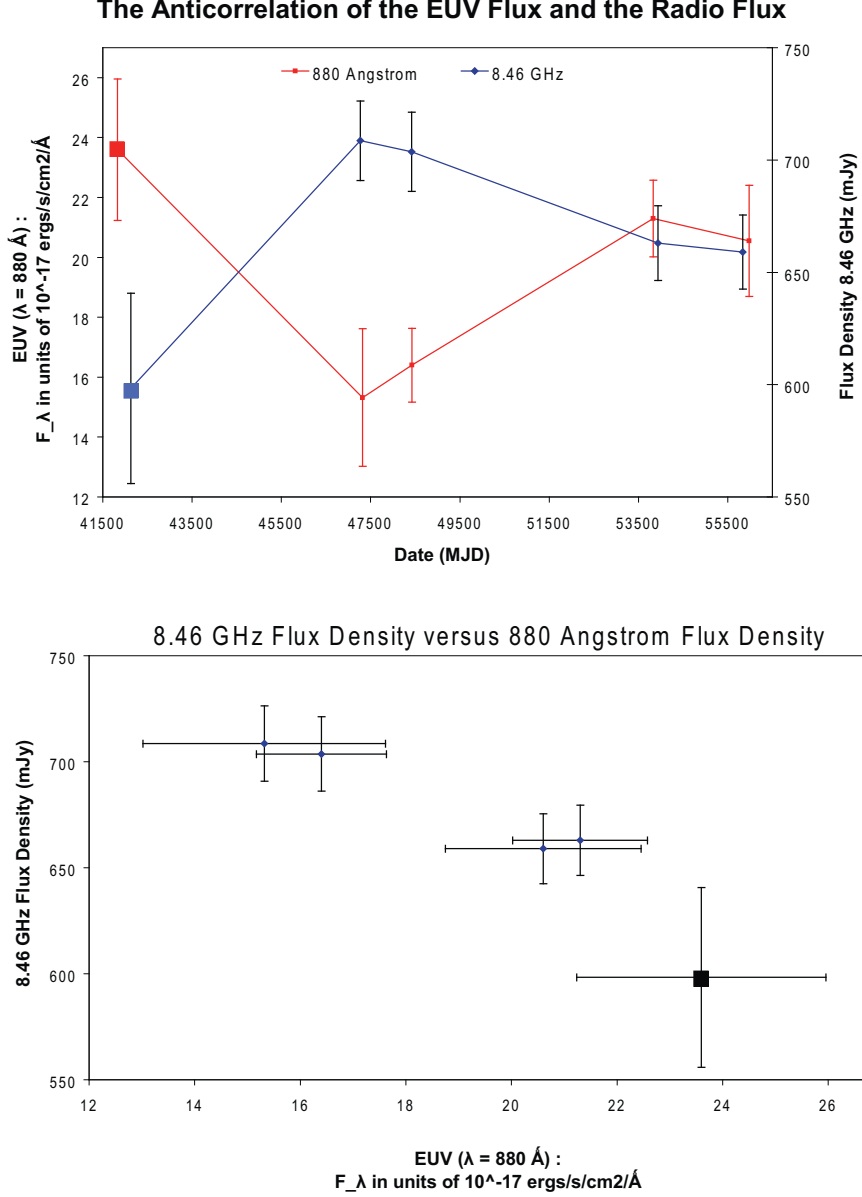 The Anticorrelation of the EUV Flux and the Radio Flux
880 Angstrom
8.46 GHz
26
24
22
20
18
16
14
12
EUV (λ = 880 Å) :
F_λ in units of 10^-17 ergs/s/cm2/Å
750
700
650
600
550
Flux Density 8.46 GHz (mJy)
41500 43500 45500 47500 49500 51500 53500 55500
Date (MJD)
8.46 GHz Flux Density versus 880 Angstrom Flux Density
750
700
650
600
550
8.46 GHz Flux Density (mJy)
12 14 16 18 20 22 24 26
EUV (λ = 880 Å) :
F_λ in units of 10^-17 ergs/s/cm2/Å